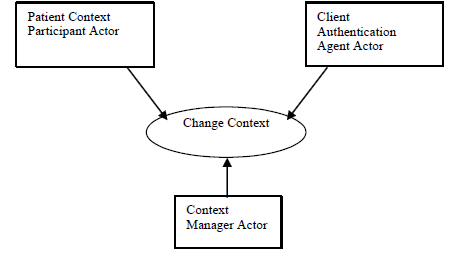 Patient Context
Participant Actor
Client
Authentication
Agent Actor
Change Context
Context
Manager Actor